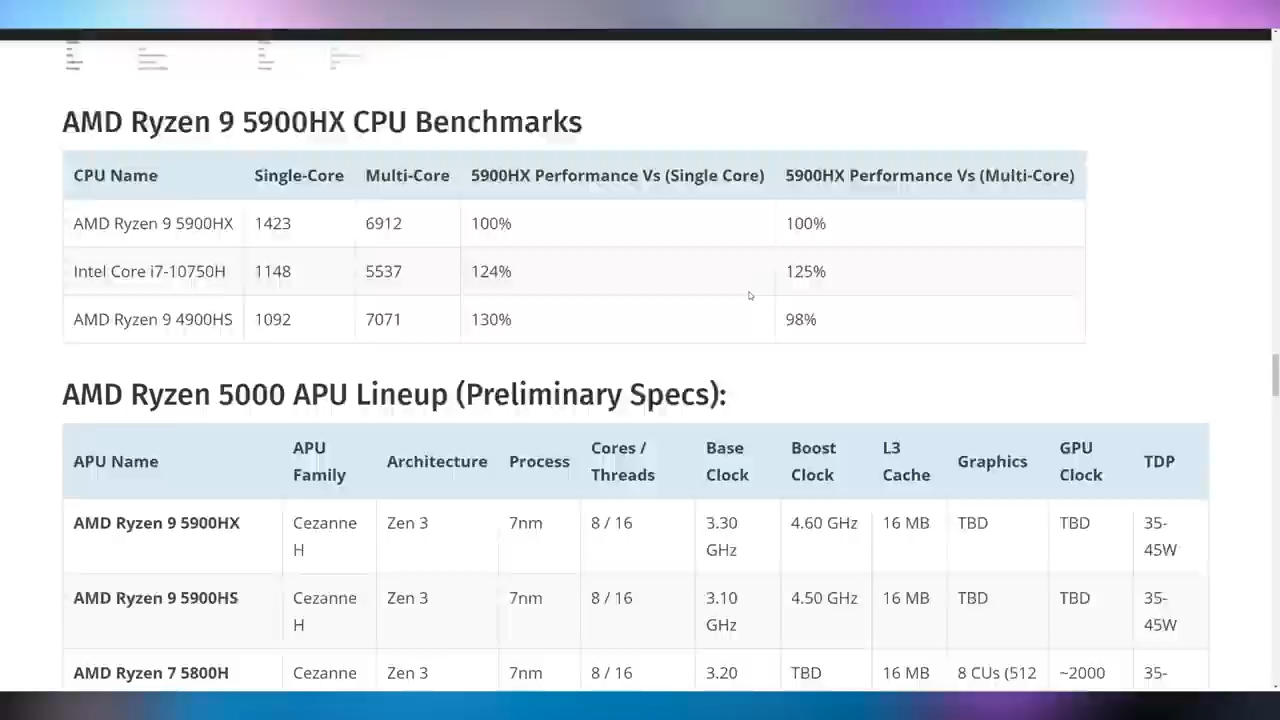 AMD Ryzen 9 5900HX CPU Benchmarks
CPU Name Single-Core Multi-Core 5900HX Performance Vs (Single Core) 5900HX Performance Vs (Multi-Core)
AMD Ryzen 9 5900HX 1423 6912 100% 100%
Intel Core i7-10750H 1148 5537 124% 125%
AMD Ryzen 9 4900HS 1092 7071 130% 98%
AMD Ryzen 5000 APU Lineup (Preliminary Specs):
APU Name APU Family Architecture Process Cores / Threads Base Clock Boost Clock L3 Cache Graphics GPU Clock TDP
AMD Ryzen 9 5900HX Cezanne H Zen 3 7nm 8 / 16 3.30 GHz 4.60 GHz 16 MB TBD TBD 35-45W
AMD Ryzen 9 5900HS Cezanne H Zen 3 7nm 8 / 16 3.10 GHz 4.50 GHz 16 MB TBD TBD 35-45W
AMD Ryzen 7 5800H Cezanne Zen 3 7nm 8 / 16 3.20 TBD 16 MB 8 CUs (512 ~2000 35-